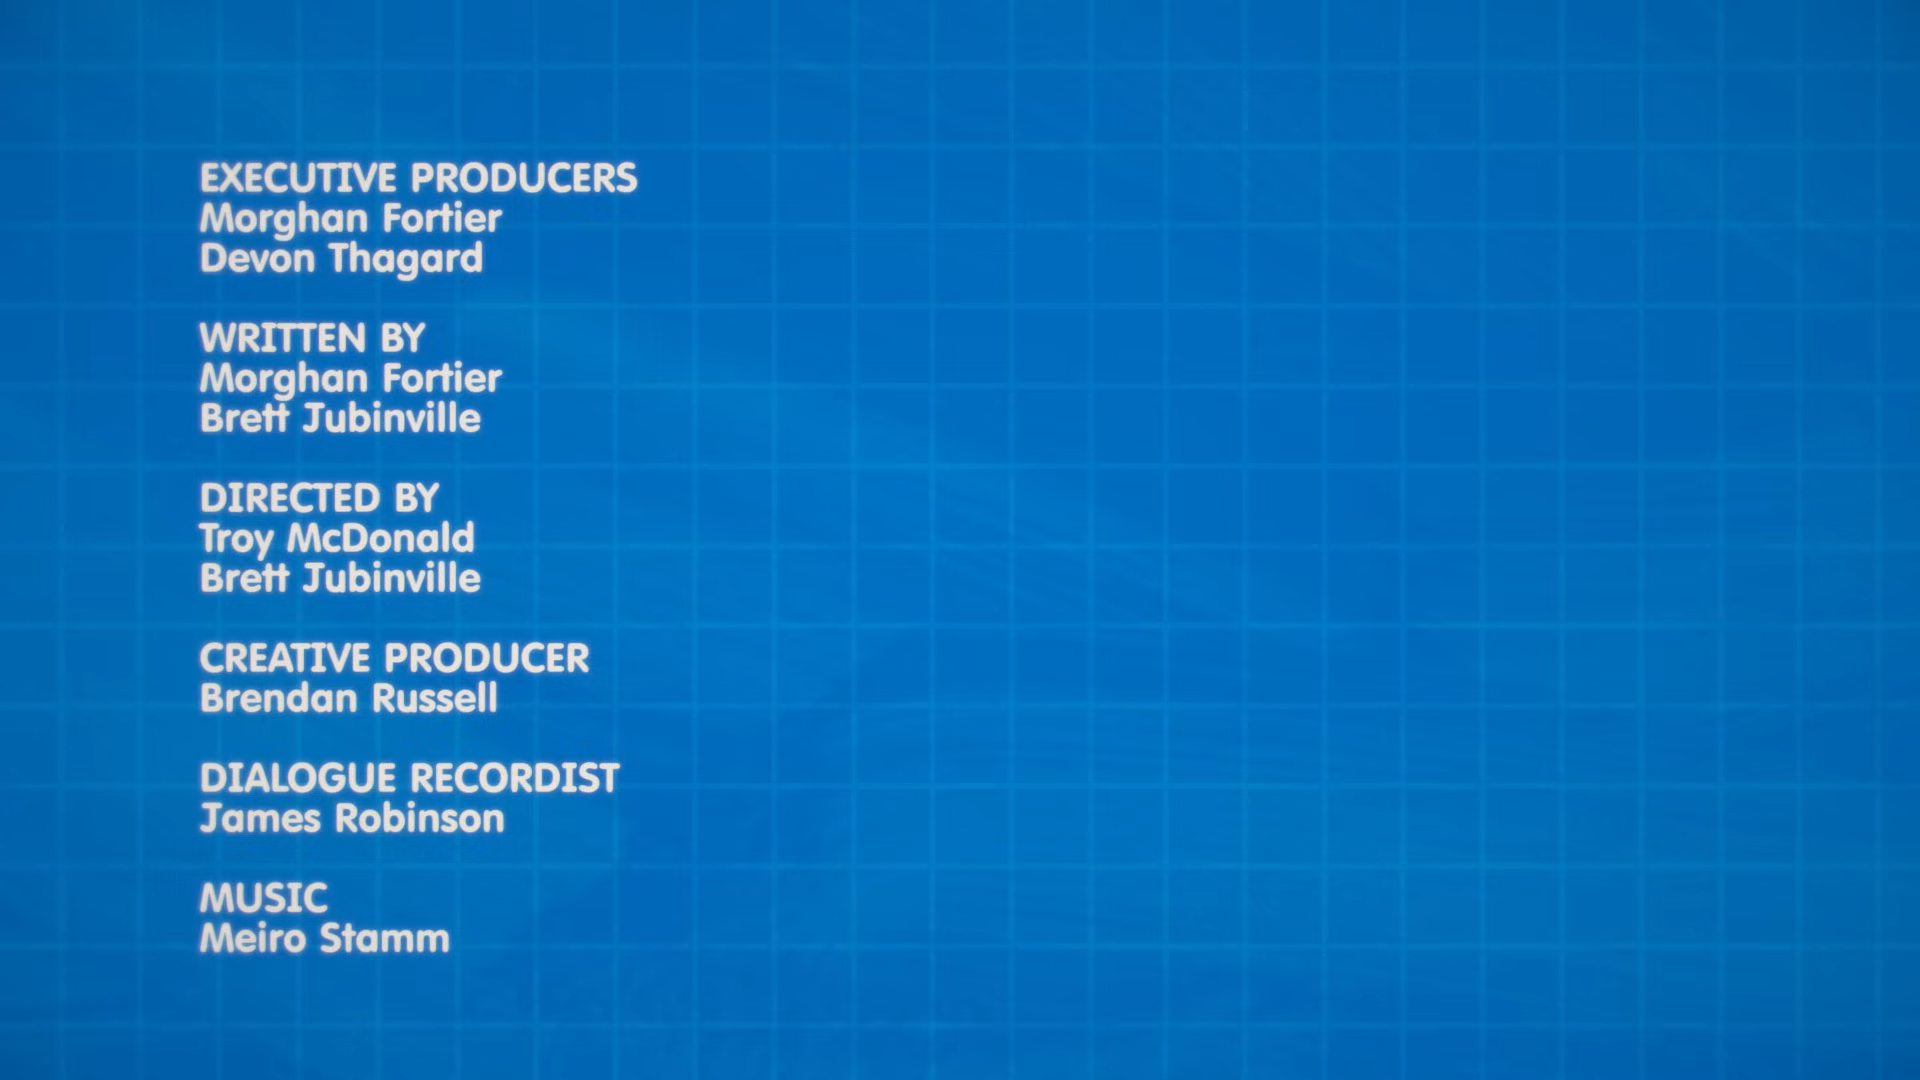 EXECUTIVE PRODUCERS
Morghan Fortier
Devon Thagard
WRITTEN BY
Morghan Fortier
Brett Jubinville
DIRECTED BY
Troy McDonald
Brett Jubinville
CREATIVE PRODUCER
Brendan Russell
DIALOGUE RECORDIST
James Robinson
MUSIC
Meiro Stamm